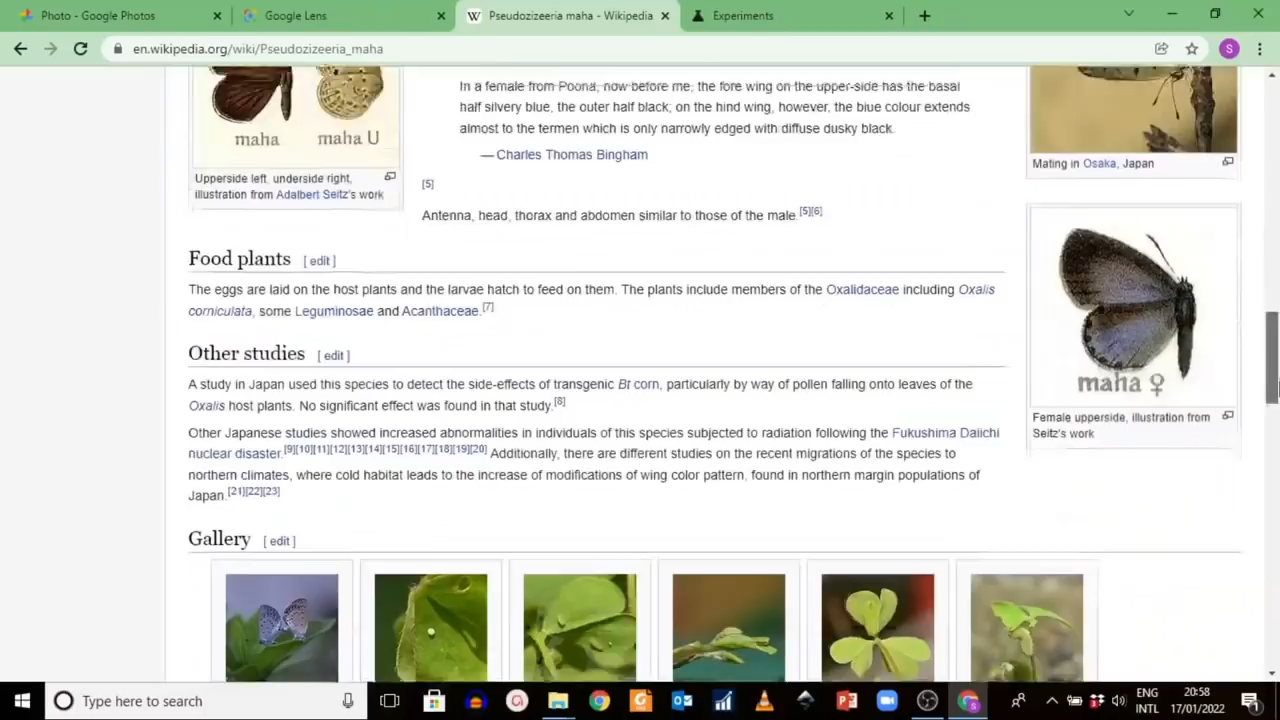 Photo - Google Photos
Google Lens
Pseudozizeeria maha - Wikipedia
Experiments
en.wikipedia.org/wiki/Pseudozizeeria_maha
S
In a female from Poona, now before me, the fore wing on the upper-side has the basal
half silvery blue, the outer half black; on the hind wing, however, the blue colour extends
almost to the termen which is only narrowly edged with diffuse dusky black.
— Charles Thomas Bingham
[5]
Antenna, head, thorax and abdomen similar to those of the male.[5][6]
maha maha U
Upperside left, underside right,
illustration from Adalbert Seitz's work
Mating in Osaka, Japan
Food plants [ edit ]
The eggs are laid on the host plants and the larvae hatch to feed on them. The plants include members of the Oxalidaceae including Oxalis
corniculata, some Leguminosae and Acanthaceae.[7]
Other studies [ edit ]
A study in Japan used this species to detect the side-effects of transgenic Bt corn, particularly by way of pollen falling onto leaves of the
Oxalis host plants. No significant effect was found in that study.[8]
Other Japanese studies showed increased abnormalities in individuals of this species subjected to radiation following the Fukushima Daiichi
nuclear disaster.[9][10][11][12][13][14][15][16][17][18][19][20] Additionally, there are different studies on the recent migrations of the species to
northern climates, where cold habitat leads to the increase of modifications of wing color pattern, found in northern margin populations of
Japan.[21][22][23]
maha ♀
Female upperside, illustration from
Seitz's work
Gallery [ edit ]
Type here to search
ENG
INTL
20:58
17/01/2022